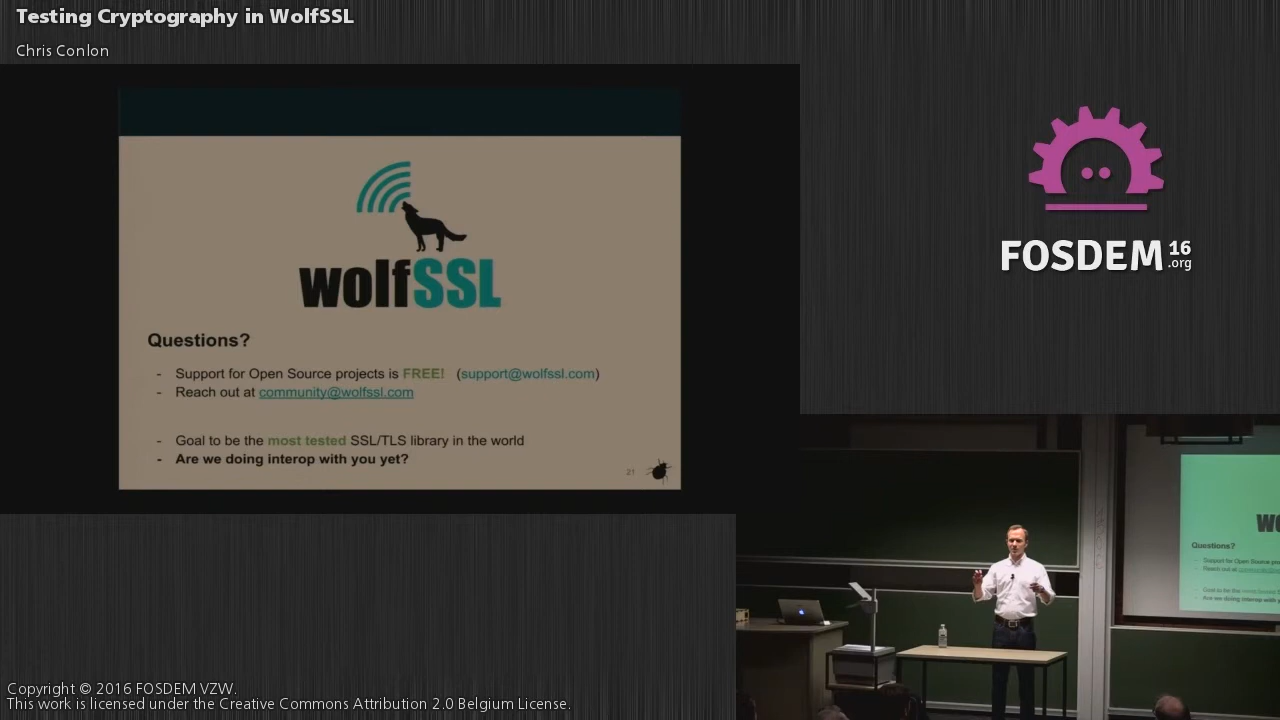 Testing Cryptography in WolfSSL
Chris Conlon
wolfSSL
Questions?
- Support for Open Source projects is FREE! (support@wolfssl.com)
- Reach out at community@wolfssl.com
- Goal to be the most tested SSL/TLS library in the world
- Are we doing interop with you yet?
21
FOSDEM 16
.org
Questions?
Copyright © 2016 FOSDEM VZW.
This work is licensed under the Creative Commons Attribution 2.0 Belgium License.